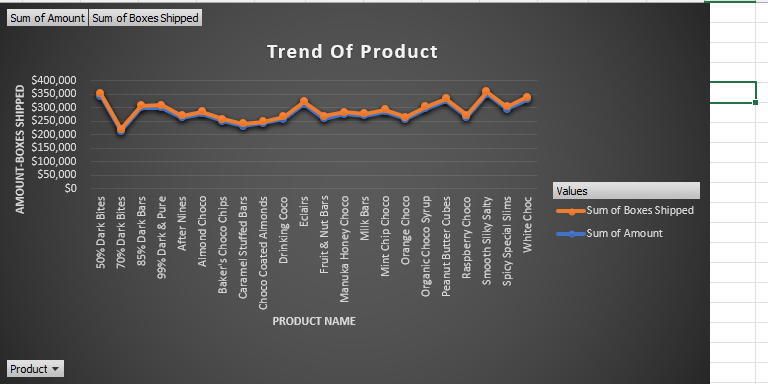 Sum of Amount Sum of Boxes Shipped
Trend Of Product
AMOUNT-BOXES SHIPPED
$400,000
$350,000
$300,000
$250,000
$200,000
$150,000
$100,000
$50,000
$0
50% Dark Bites
70% Dark Bites
85% Dark Bars
99% Dark & Pure
After Nines
Almond Choco
Baker's Choco Chips
Caramel Stuffed Bars
Choco Coated Almonds
Drinking Coco
Eclairs
Fruit & Nut Bars
Manuka Honey Choco
Milk Bars
Mint Chip Choco
Orange Choco
Organic Choco Syrup
Peanut Butter Cubes
Raspberry Choco
Smooth Sliky Salty
Spicy Special Slims
White Choc
PRODUCT NAME
Values
Sum of Boxes Shipped
Sum of Amount
Product